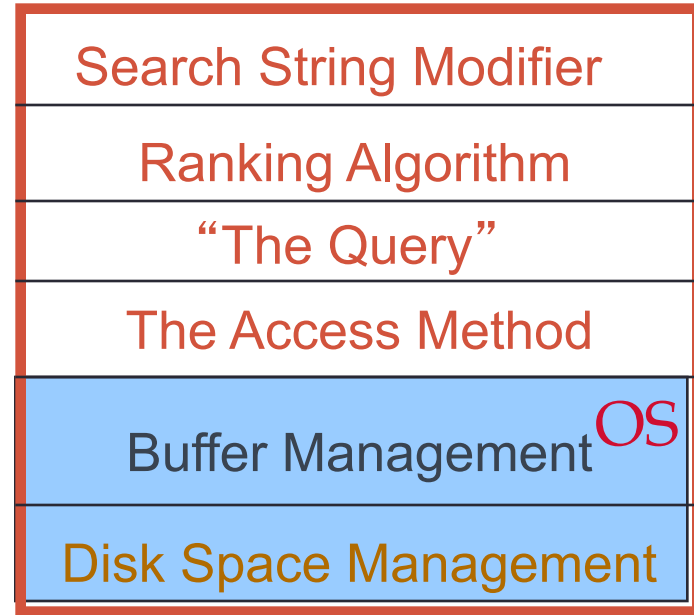 Search String Modifier
Ranking Algorithm
“The Query”
The Access Method
OS
Buffer Management
Disk Space Management